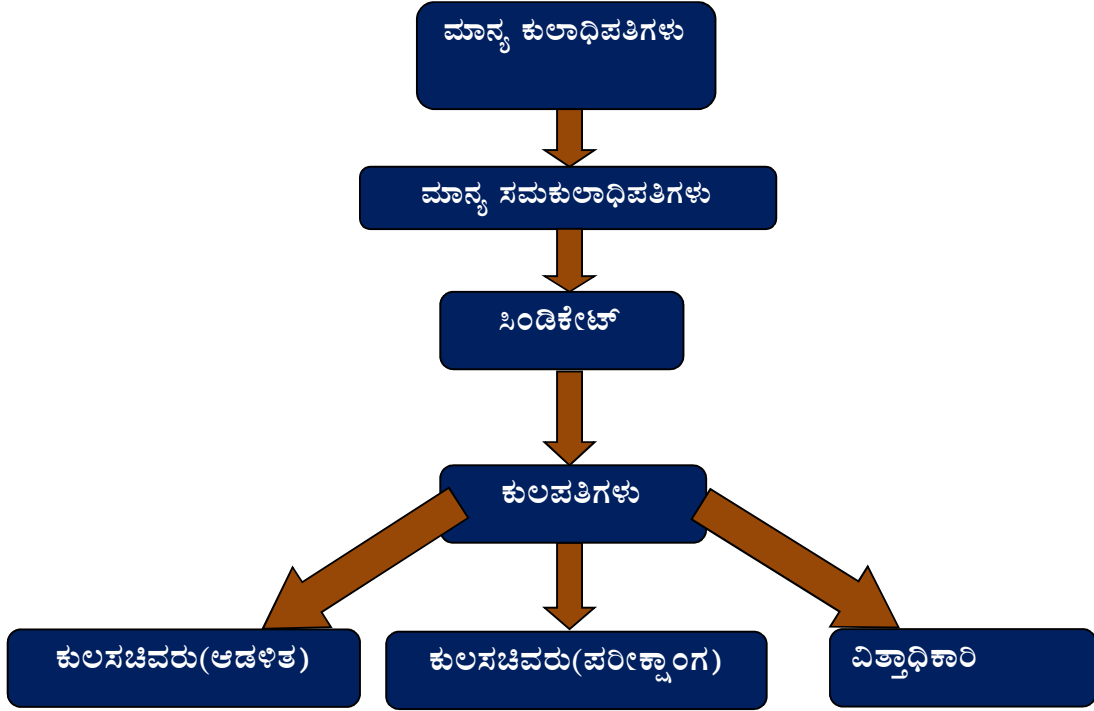 ಮಾನ್ಯ ಕುಲಾಧಿಪತಿಗಳು
ಮಾನ್ಯ ಸಮಕುಲಾಧಿಪತಿಗಳು
ಸಿಂಡಿಕೇಟ್
ಕುಲಪತಿಗಳು
ಕುಲಸಚಿವರು(ಆಡಳಿತ)
ಕುಲಸಚಿವರು(ಪರೀಕ್ಷಾಂಗ)
ವಿತ್ತಾಧಿಕಾರಿ